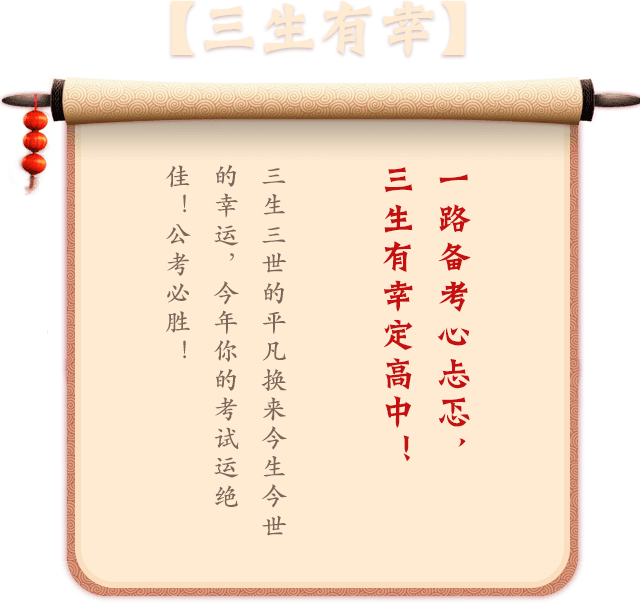 【三生有幸】
一路备考心忐忑，
三生有幸定高中！
三生三世的平凡换来今生今世
的幸运，今年你的考试运绝
佳！公考必胜！